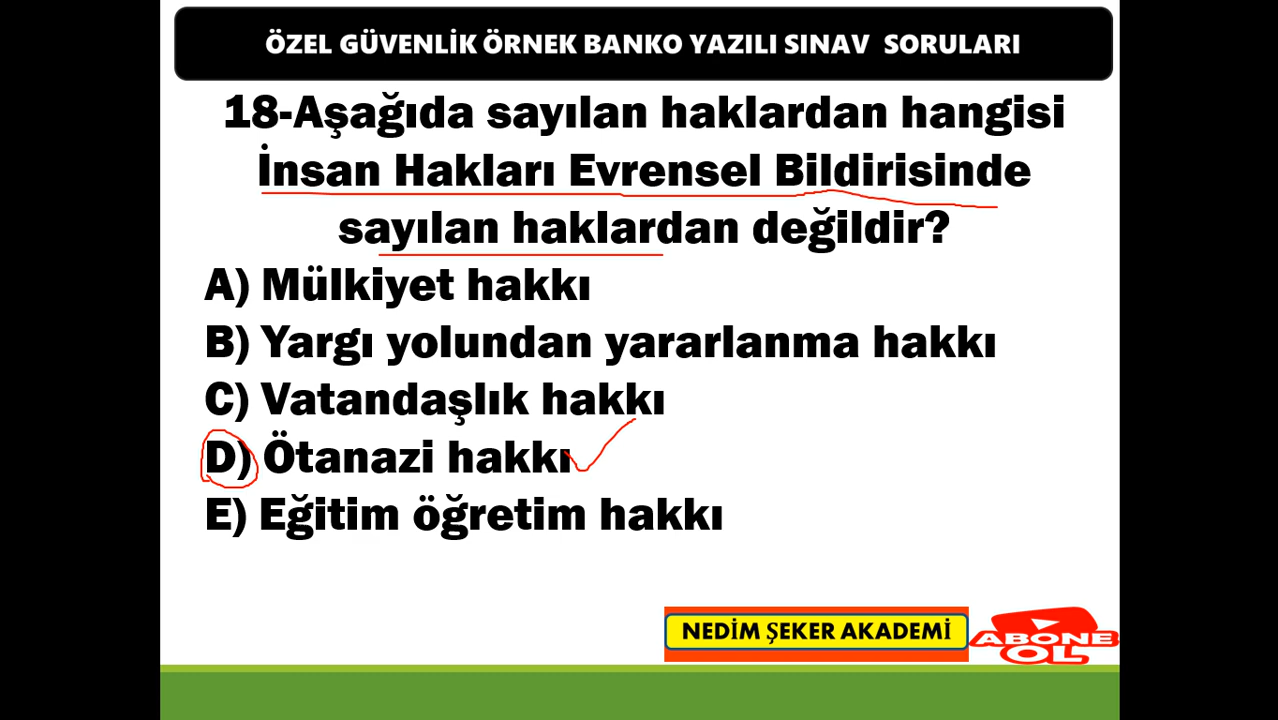 ÖZEL GÜVENLİK ÖRNEK BANKO YAZILI SINAV SORULARI
18-Aşağıda sayılan haklardan hangisi
İnsan Hakları Evrensel Bildirisinde
sayılan haklardan değildir?
A) Mülkiyet hakkı
B) Yargı yolundan yararlanma hakkı
C) Vatandaşlık hakkı
D) Ötanazi hakkı
E) Eğitim öğretim hakkı
NEDİM ŞEKER AKADEMİ
ABONE
OL